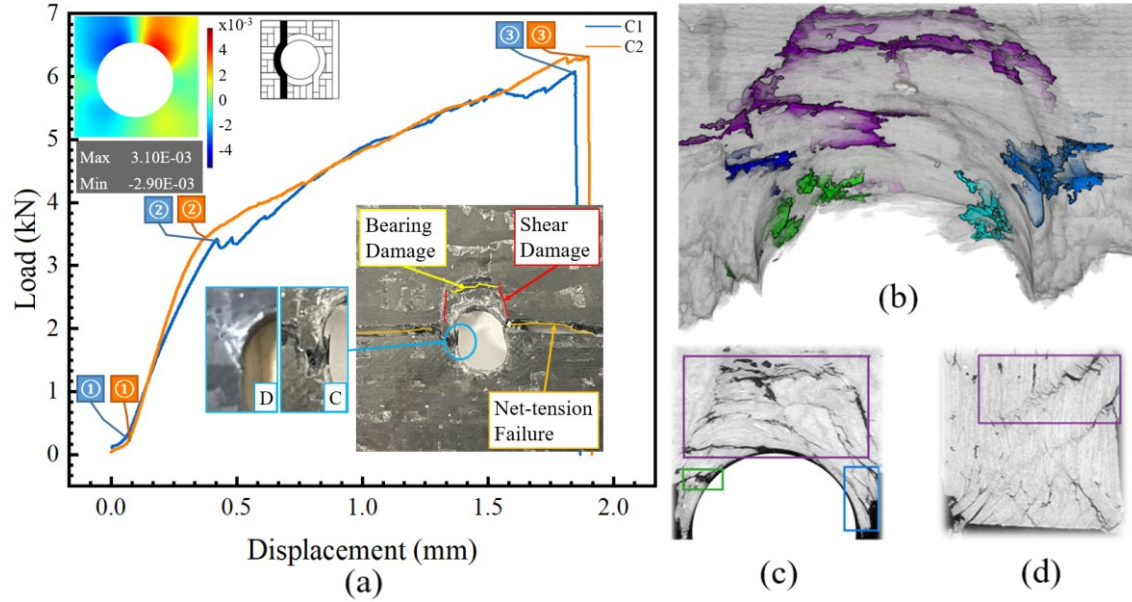 ×10⁻³
4
2
0
-2
-4
Max 3.10E-03
Min -2.90E-03
C1
C2
③ ③
② ②
① ①
Bearing
Damage
Shear
Damage
D
C
Net-tension
Failure
7
6
5
4
3
2
1
0
Load (kN)
0.0 0.5 1.0 1.5 2.0
Displacement (mm)
(a)
(b)
(c)
(d)